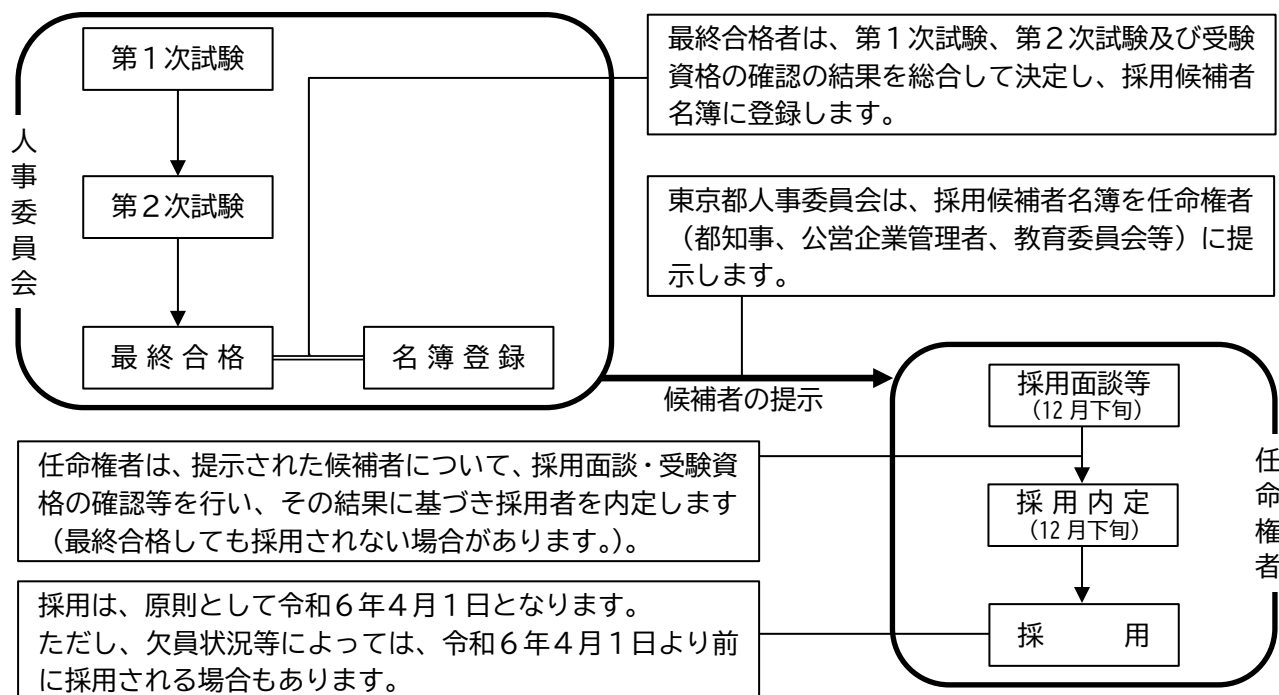 人事委員会
第１次試験
第２次試験
最終合格
名簿登録
最終合格者は、第１次試験、第２次試験及び受験
資格の確認の結果を総合して決定し、採用候補者
名簿に登録します。
東京都人事委員会は、採用候補者名簿を任命権者
（都知事、公営企業管理者、教育委員会等）に提
示します。
候補者の提示
任命権者
採用面談等
（12月下旬）
採用内定
（12月下旬）
採用
任命権者は、提示された候補者について、採用面談・受験資
格の確認等を行い、その結果に基づき採用者を内定します
（最終合格しても採用されない場合があります。）。
採用は、原則として令和６年４月１日となります。
ただし、欠員状況等によっては、令和６年４月１日より前
に採用される場合もあります。